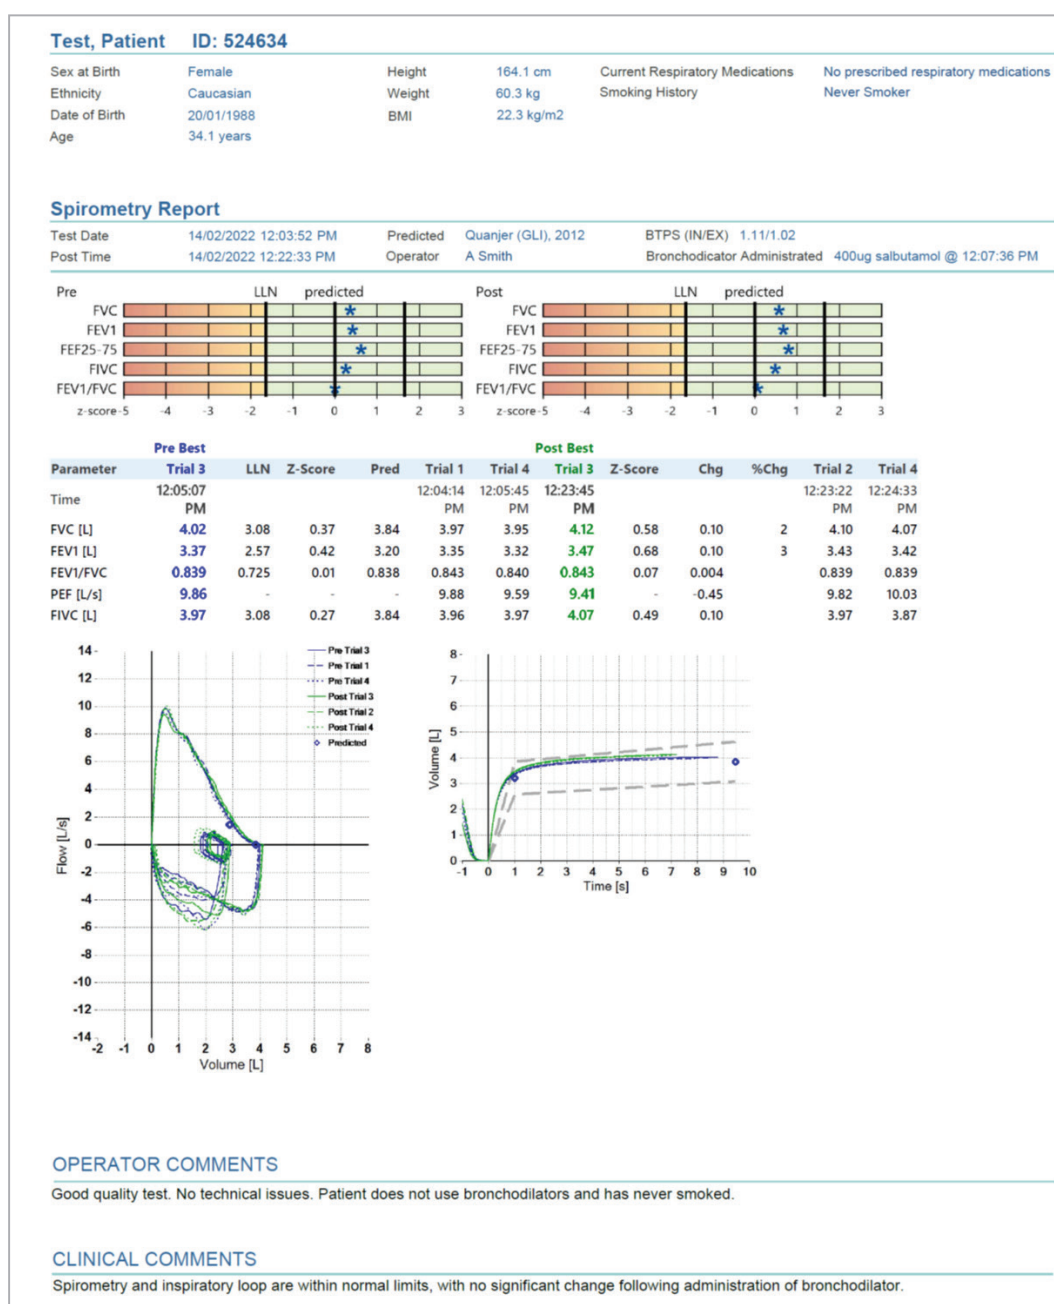 Test, Patient ID: 524634
Sex at Birth Female Height 164.1 cm Current Respiratory Medications No prescribed respiratory medications
Ethnicity Caucasian Weight 60.3 kg Smoking History Never Smoker
Date of Birth 20/01/1988 BMI 22.3 kg/m2
Age 34.1 years
Spirometry Report
Test Date 14/02/2022 12:03:52 PM Predicted Quanjer (GLI), 2012 BTPS (IN/EX) 1.11/1.02
Post Time 14/02/2022 12:22:33 PM Operator A Smith Bronchodicator Administrated 400ug salbutamol @ 12:07:36 PM
Pre LLN predicted Post LLN predicted
FVC FVC
FEV1 FEV1
FEF25-75 FEF25-75
FIVC FIVC
FEV1/FVC FEV1/FVC
z-score-5 -4 -3 -2 -1 0 1 2 3 z-score-5 -4 -3 -2 -1 0 1 2 3
Pre Best Post Best
Parameter Trial 3 LLN Z-Score Pred Trial 1 Trial 4 Trial 3 Z-Score Chg %Chg Trial 2 Trial 4
Time 12:05:07 PM 12:04:14 PM 12:05:45 PM 12:23:45 PM 12:23:22 PM 12:24:33 PM
FVC [L] 4.02 3.08 0.37 3.84 3.97 3.95 4.12 0.58 0.10 2 4.10 4.07
FEV1 [L] 3.37 2.57 0.42 3.20 3.35 3.32 3.47 0.68 0.10 3 3.43 3.42
FEV1/FVC 0.839 0.725 0.01 0.838 0.843 0.840 0.843 0.07 0.004 0.839 0.839
PEF [L/s] 9.86 - - - 9.88 9.59 9.41 - -0.45 9.82 10.03
FIVC [L] 3.97 3.08 0.27 3.84 3.96 3.97 4.07 0.49 0.10 3.97 3.87
Pre Trial 3
Pre Trial 1
Pre Trial 4
Post Trial 3
Post Trial 2
Post Trial 4
Predicted
14
12
10
8
6
4
2
0
-2
-4
-6
-8
-10
-12
-14
Flow [L/s]
-2 -1 0 1 2 3 4 5 6 7 8
Volume [L]
8
7
6
5
4
3
2
1
0
Volume [L]
-1 0 1 2 3 4 5 6 7 8 9 10
Time [s]
OPERATOR COMMENTS
Good quality test. No technical issues. Patient does not use bronchodilators and has never smoked.
CLINICAL COMMENTS
Spirometry and inspiratory loop are within normal limits, with no significant change following administration of bronchodilator.